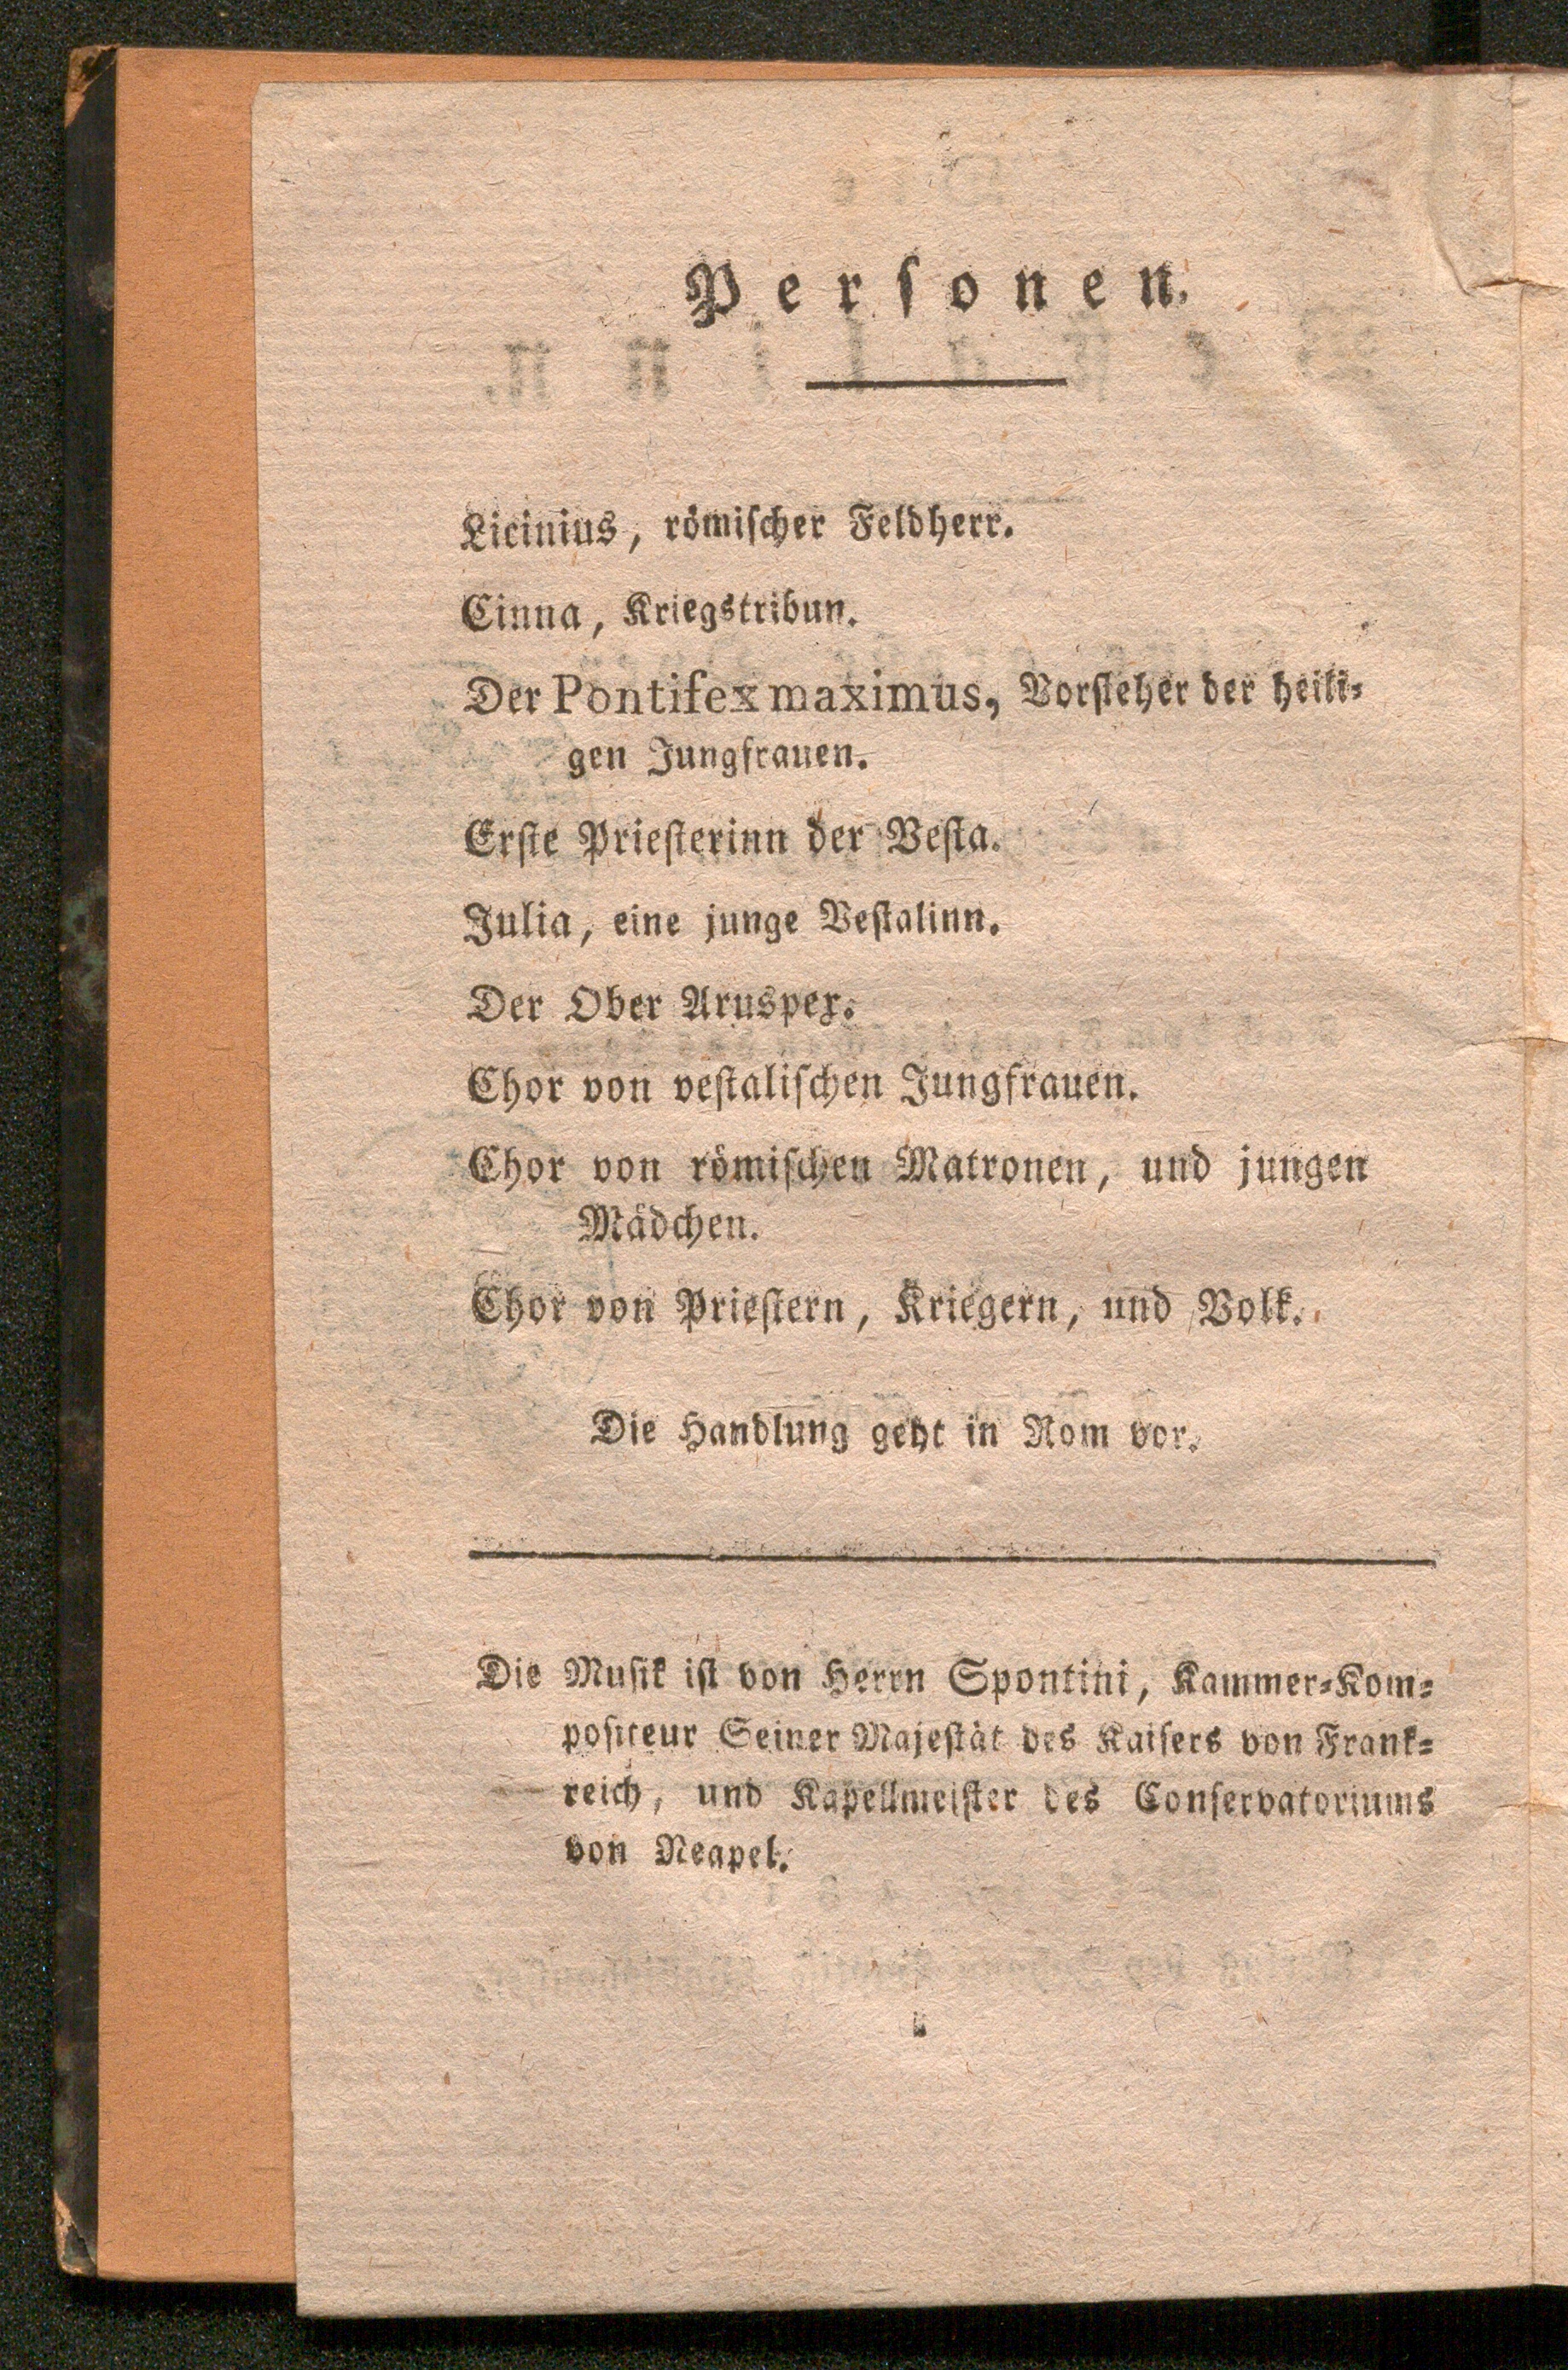 Personen.
Licinius, römischer Feldherr.
Cinna, Kriegstribun.
Der Pontifex maximus, Vorsteher der heili-
gen Jungfrauen.
Erste Priesterinn der Vesta.
Julia, eine junge Vestalinn.
Der Ober Aruspex.
Chor von vestalischen Jungfrauen.
Chor von römischen Matronen, und jungen
Mädchen.
Chor von Priestern, Kriegern, und Volk.
Die Handlung geht in Rom vor.
Die Musik ist von Herrn Spontini, Kammer-Kom-
positeur Seiner Majestät des Kaisers von Frank-
reich, und Kapellmeister des Conservatoriums
von Neapel.